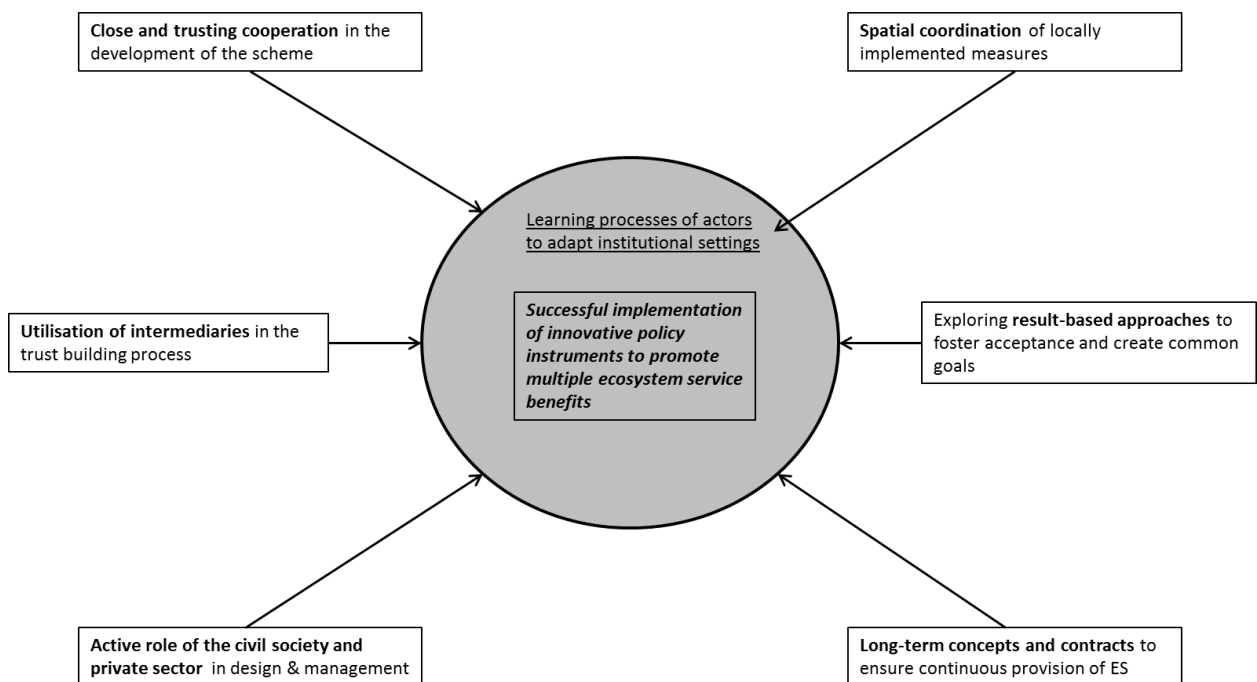 Close and trusting cooperation in the
development of the scheme
Spatial coordination of locally
implemented measures
Learning processes of actors
to adapt institutional settings
Utilisation of intermediaries in the
trust building process
Successful implementation
of innovative policy
instruments to promote
multiple ecosystem service
benefits
Exploring result-based approaches to
foster acceptance and create common
goals
Active role of the civil society and
private sector in design & management
Long-term concepts and contracts to
ensure continuous provision of ES